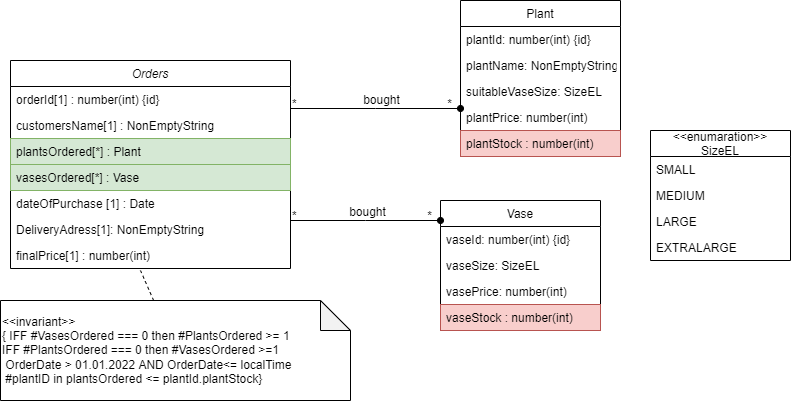 Plant
plantId: number(int) {id}
plantName: NonEmptyString
suitableVaseSize: SizeEL
plantPrice: number(int)
plantStock : number(int)
Orders
orderId[1] : number(int) {id}
customersName[1] : NonEmptyString
plantsOrdered[*] : Plant
vasesOrdered[*] : Vase
dateOfPurchase [1] : Date
DeliveryAdress[1]: NonEmptyString
finalPrice[1] : number(int)
* bought *
* bought *
<<enumaration>>
SizeEL
SMALL
MEDIUM
LARGE
EXTRALARGE
Vase
vaseId: number(int) {id}
vaseSize: SizeEL
vasePrice: number(int)
vaseStock : number(int)
<<invariant>>
{ IFF #VasesOrdered === 0 then #PlantsOrdered >= 1
IFF #PlantsOrdered === 0 then #VasesOrdered >=1
OrderDate > 01.01.2022 AND OrderDate<= localTime
#plantID in plantsOrdered <= plantId.plantStock}